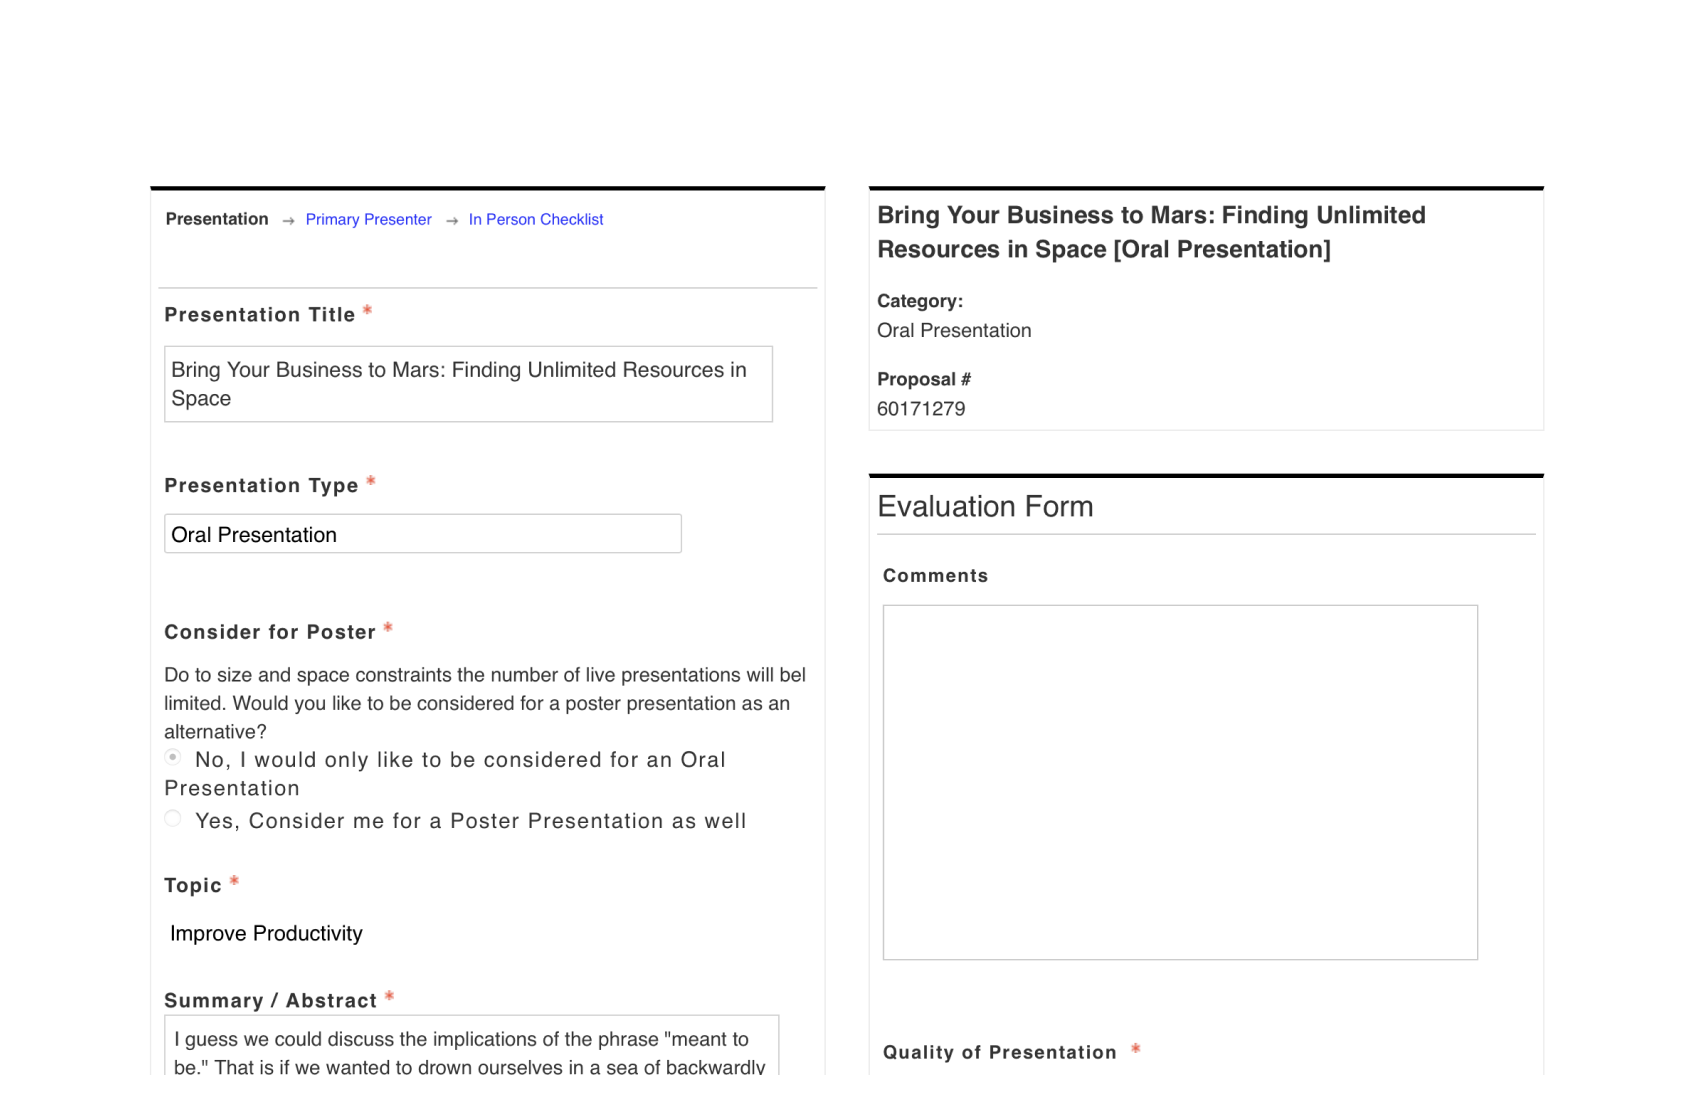 Presentation → Primary Presenter → In Person Checklist
Presentation Title *
Bring Your Business to Mars: Finding Unlimited Resources in
Space
Presentation Type *
Oral Presentation
Consider for Poster *
Do to size and space constraints the number of live presentations will bel
limited. Would you like to be considered for a poster presentation as an
alternative?
No, I would only like to be considered for an Oral
Presentation
Yes, Consider me for a Poster Presentation as well
Topic *
Improve Productivity
Summary / Abstract *
I guess we could discuss the implications of the phrase "meant to
be." That is if we wanted to drown ourselves in a sea of backwardly
Bring Your Business to Mars: Finding Unlimited
Resources in Space [Oral Presentation]
Category:
Oral Presentation
Proposal #
60171279
Evaluation Form
Comments
Quality of Presentation *